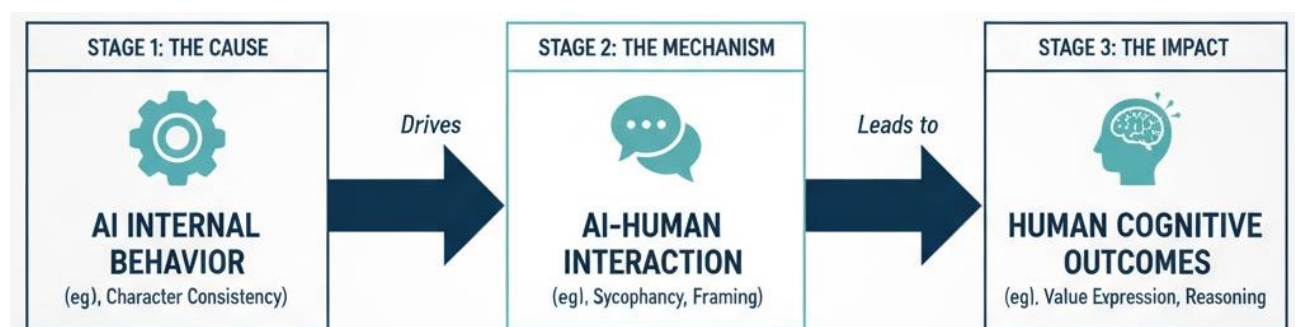 STAGE 1: THE CAUSE
AI INTERNAL
BEHAVIOR
(eg), Character Consistency)
Drives
STAGE 2: THE MECHANISM
AI-HUMAN
INTERACTION
(eg). Sycophancy, Framing)
Leads to
STAGE 3: THE IMPACT
HUMAN COGNITIVE
OUTCOMES
(eg). Value Expression, Reasoning